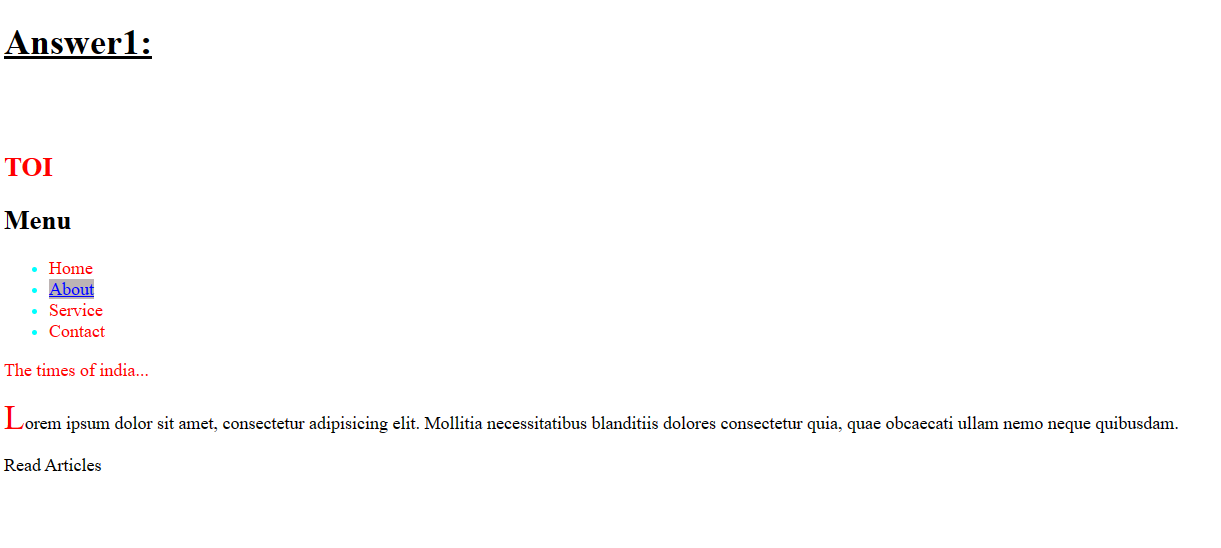 Answer1:
TOI
Menu
Home
About
Service
Contact
The times of india...
Lorem ipsum dolor sit amet, consectetur adipisicing elit. Mollitia necessitatibus blanditiis dolores consectetur quia, quae obcaecati ullam nemo neque quibusdam.
Read Articles